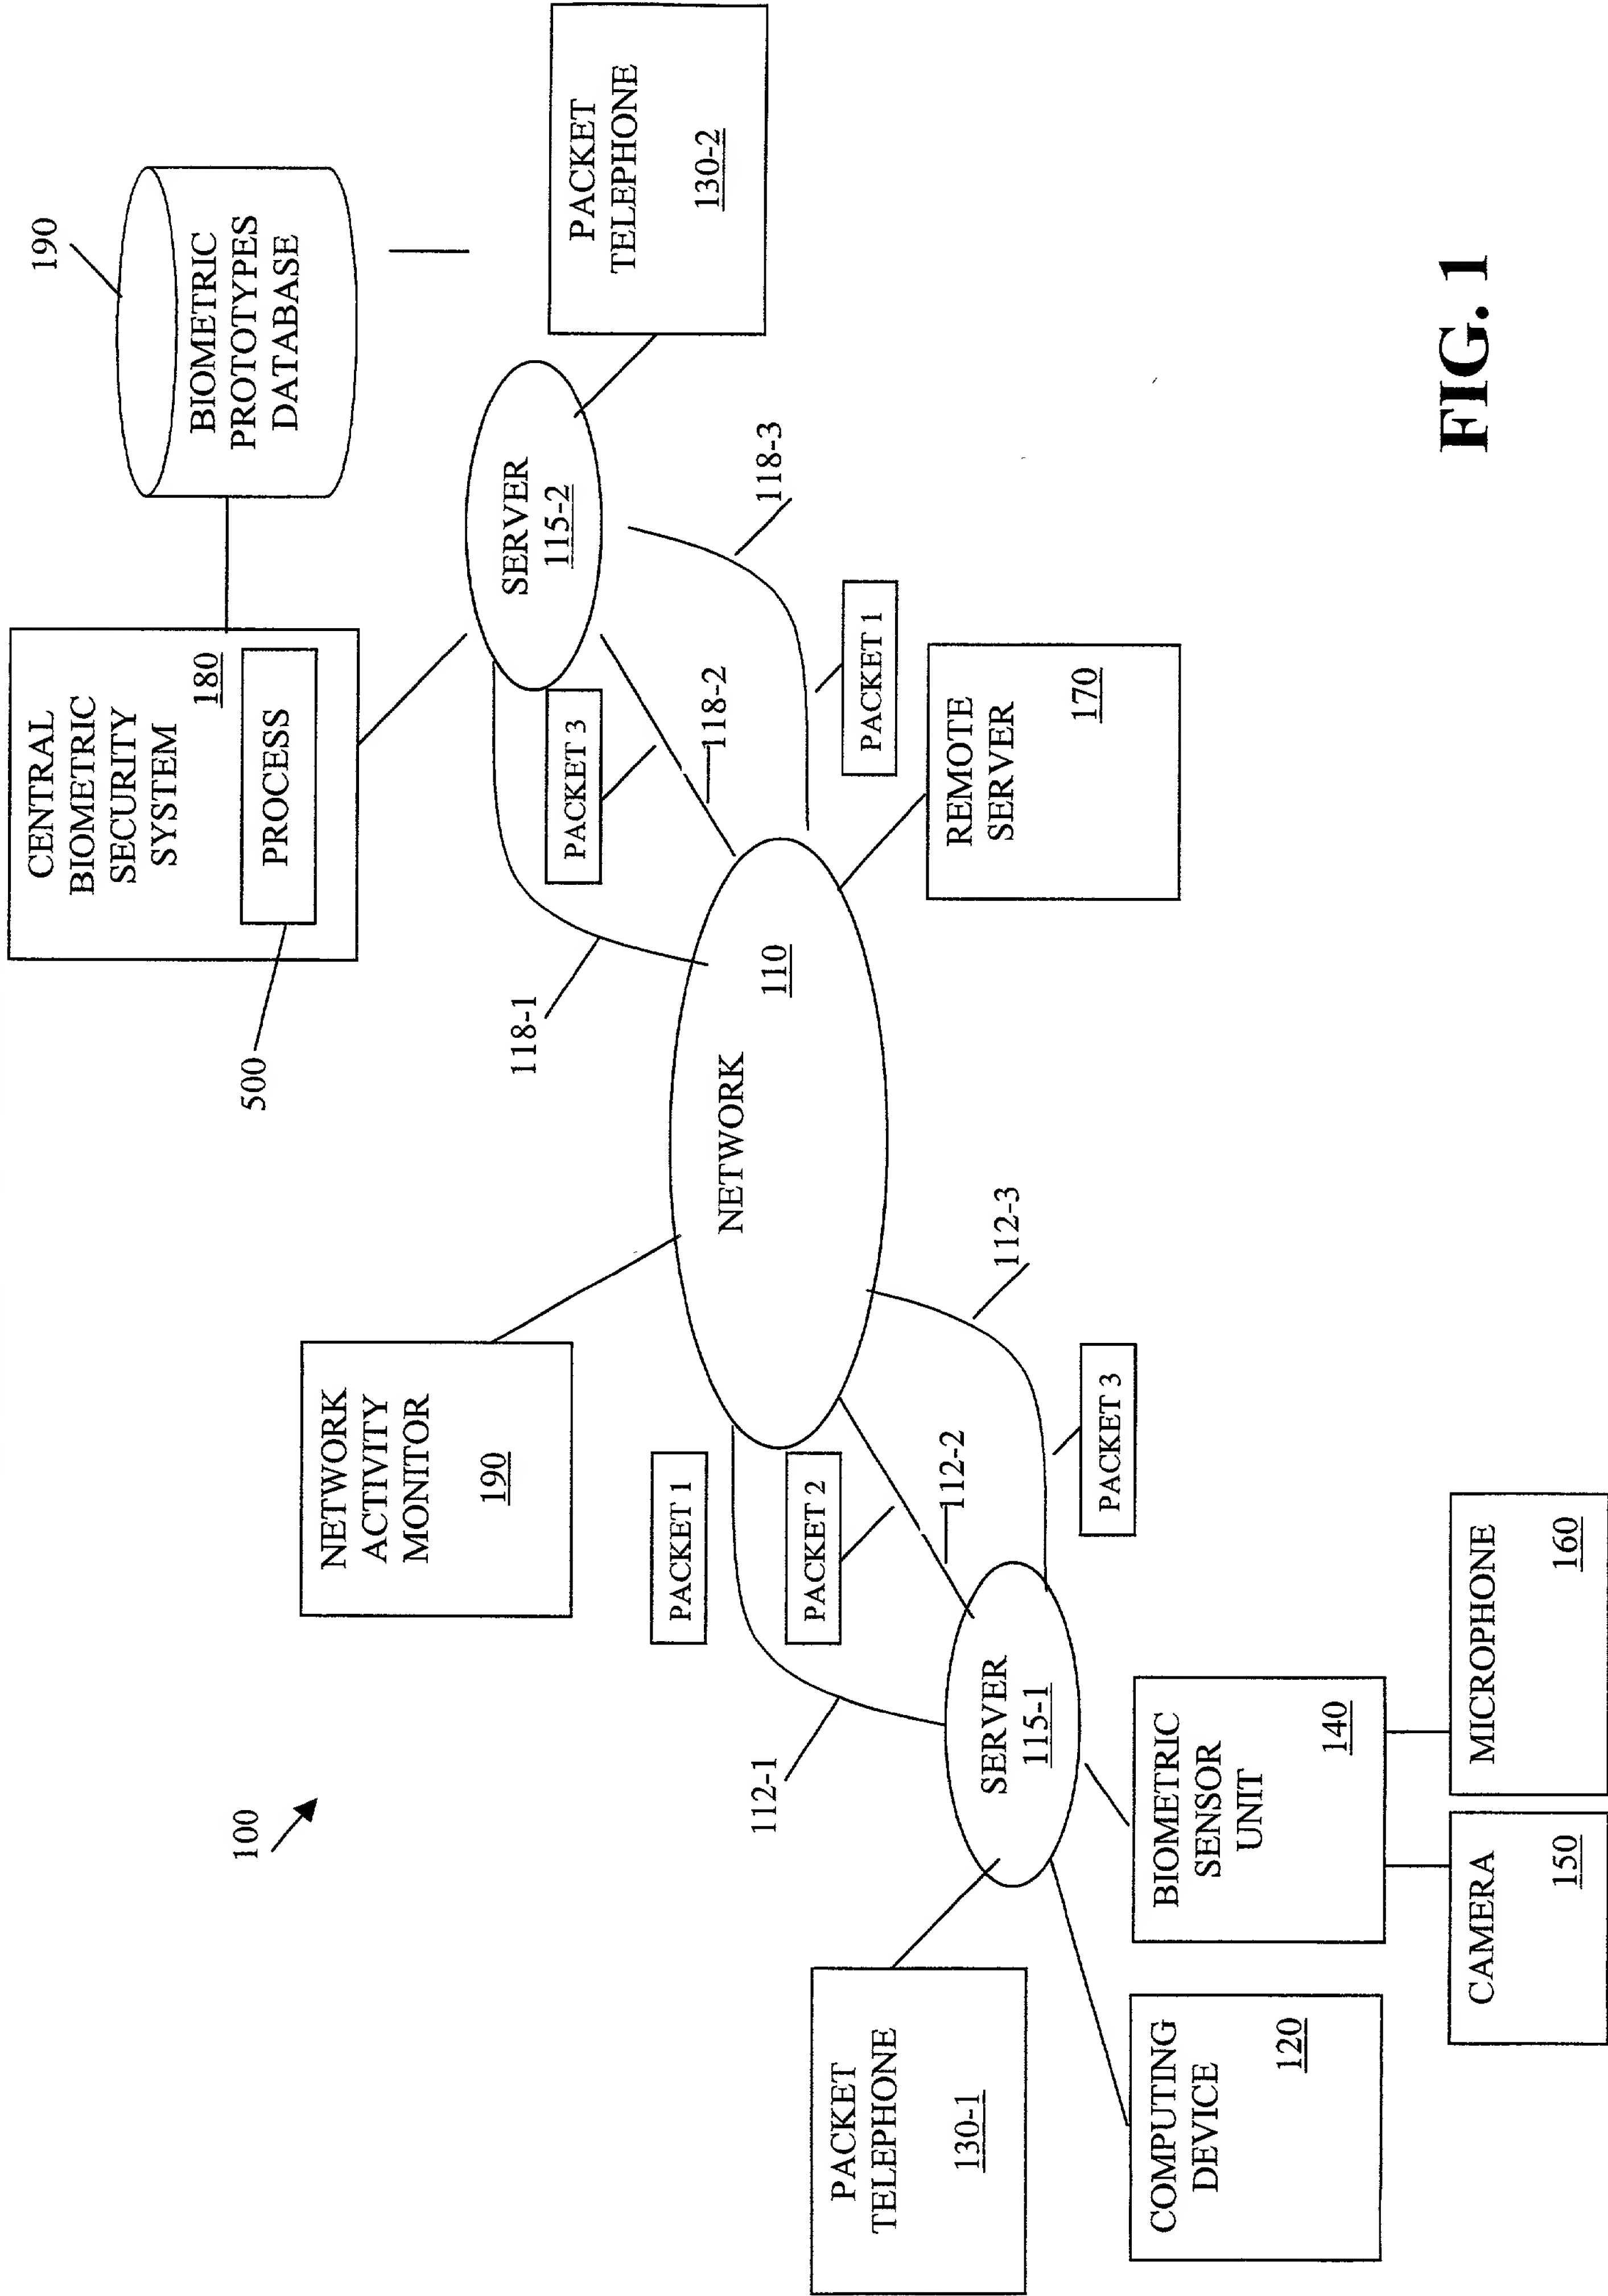 100
NETWORK
ACTIVITY
MONITOR
190
500
CENTRAL
BIOMETRIC
SECURITY
SYSTEM
180
PROCESS
190
BIOMETRIC
PROTOTYPES
DATABASE
118-1
SERVER
115-2
PACKET
TELEPHONE
130-2
PACKET 3
118-2
118-3
PACKET 1
NETWORK
110
REMOTE
SERVER
170
PACKET 1
PACKET 2
112-1
112-2
112-3
PACKET 3
PACKET
TELEPHONE
130-1
SERVER
115-1
COMPUTING
DEVICE
120
BIOMETRIC
SENSOR
UNIT
140
CAMERA
150
MICROPHONE
160
FIG. 1